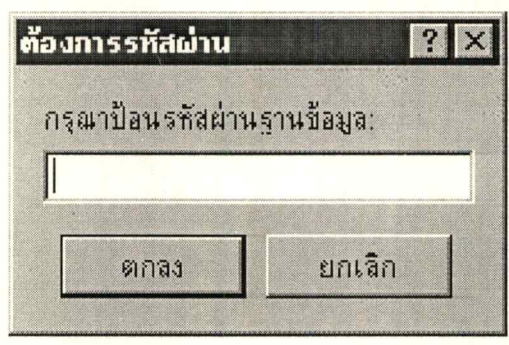 ต้องการรหัสผ่าน
กรุณาป้อนรหัสผ่านฐานข้อมูล:
ตกลง
ยกเลิก